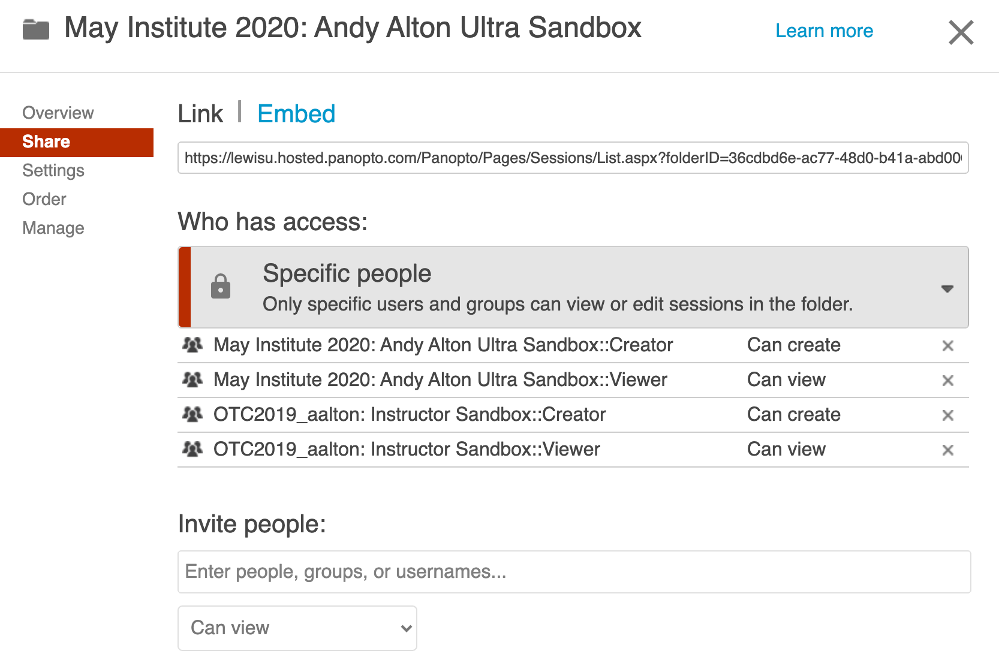 May Institute 2020: Andy Alton Ultra Sandbox
Learn more
Overview
Share
Settings
Order
Manage
Link | Embed
https://lewisu.hosted.panopto.com/Panopto/Pages/Sessions/List.aspx?folderID=36cdbd6e-ac77-48d0-b41a-abd00
Who has access:
Specific people
Only specific users and groups can view or edit sessions in the folder.
May Institute 2020: Andy Alton Ultra Sandbox::Creator Can create
May Institute 2020: Andy Alton Ultra Sandbox::Viewer Can view
OTC2019_aalton: Instructor Sandbox::Creator Can create
OTC2019_aalton: Instructor Sandbox::Viewer Can view
Invite people:
Enter people, groups, or usernames...
Can view